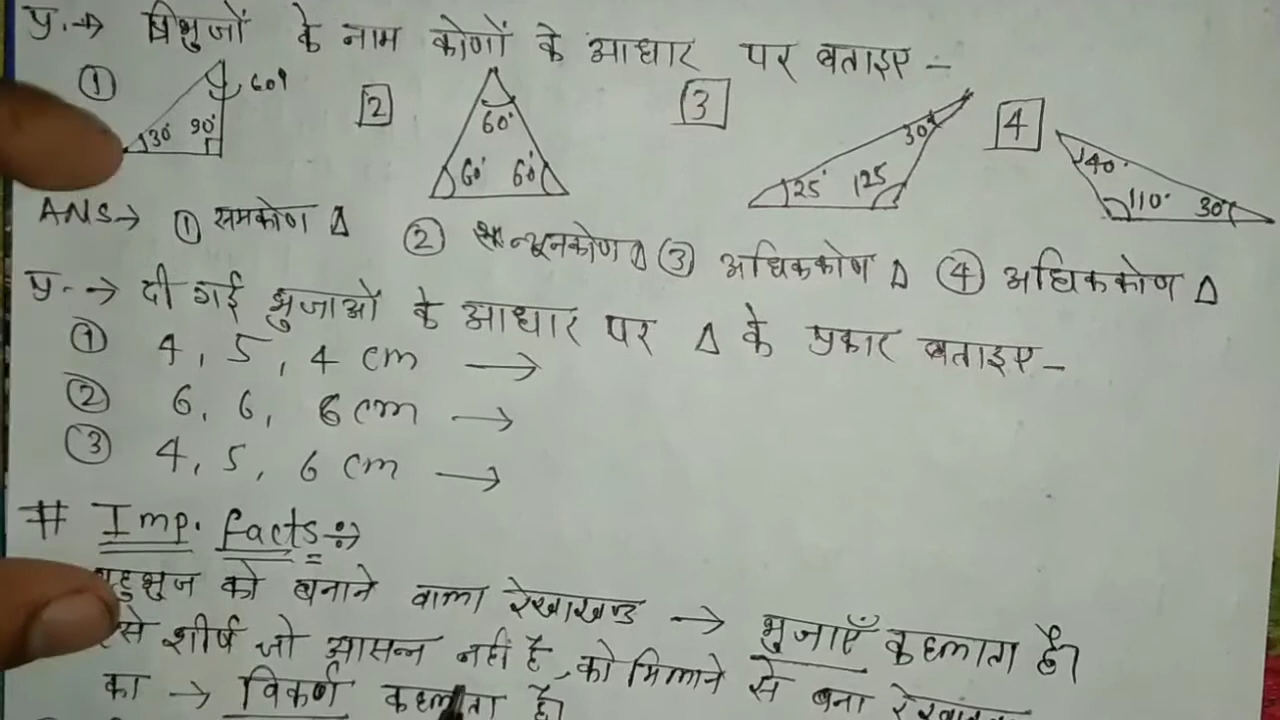 प्र.→ त्रिभुजों के नाम कोणों के आधार पर बताइए –
① 30° 90° 60° 2 60° 60° 60° 3 25° 125 30° 4 40° 110° 30°
ANS→ ① समकोण Δ ② न्यूनकोण Δ ③ अधिककोण Δ ④ अधिककोण Δ
प्र.→ दी गई भुजाओं के आधार पर Δ के प्रकार बताइए –
① 4, 5, 4 cm →
② 6, 6, 6 cm →
③ 4, 5, 6 cm →
# Imp. facts ÷→
बहुभुज को बनाने वाला रेखाखण्ड → भुजाएँ कहलाता है।
से शीर्ष जो आसन्न नहीं है, को मिलाने से बना
का → विकर्ण कहलाता है।